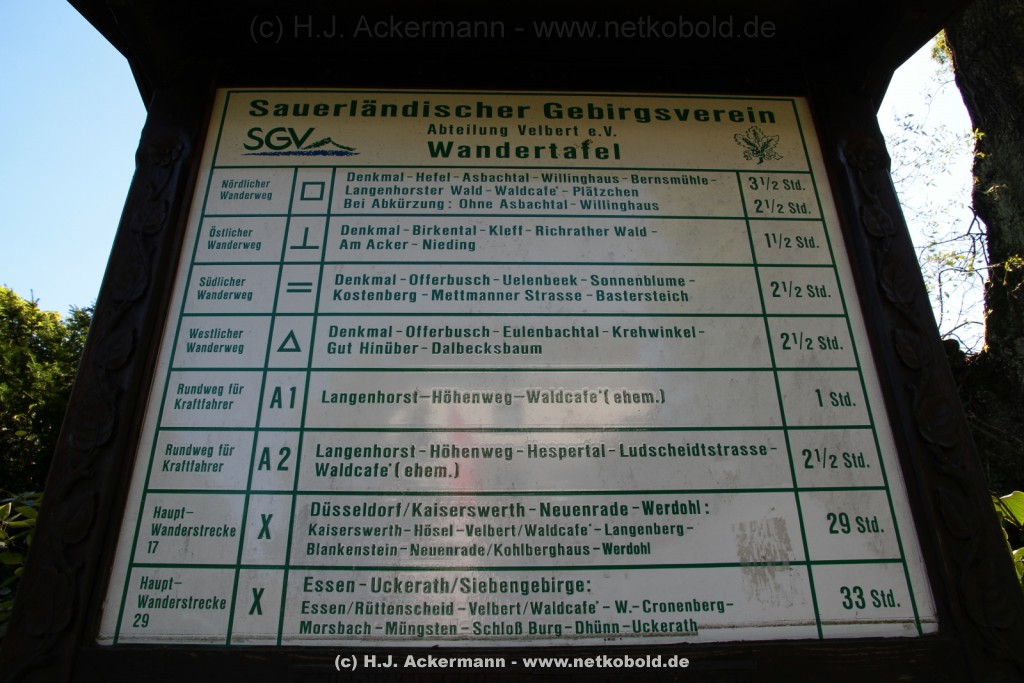 (c) H.J. Ackermann - www.netkobold.de
Sauerländischer Gebirgsverein
SGV
Abteilung Velbert e.V.
Wandertafel
Nördlicher
Wanderweg
Denkmal-Hefel-Asbachtal-Willinghaus-Bernsmühle-
Langenhorster Wald-Waldcafe'-Plätzchen
Bei Abkürzung: Ohne Asbachtal-Willinghaus
3 1/2 Std.
2 1/2 Std.
Östlicher
Wanderweg
⊥
Denkmal-Birkental-Kleff-Richrather Wald-
Am Acker-Nieding
1 1/2 Std.
Südlicher
Wanderweg
=
Denkmal-Offerbusch-Uelenbeek-Sonnenblume-
Kostenberg-Mettmanner Strasse-Bastersteich
2 1/2 Std.
Westlicher
Wanderweg
Denkmal-Offerbusch-Eulenbachtal-Krehwinkel-
Gut Hinüber-Dalbecksbaum
2 1/2 Std.
Rundweg für
Kraftfahrer
A1
Langenhorst-Höhenweg-Waldcafe'(ehem.)
1 Std.
Rundweg für
Kraftfahrer
A2
Langenhorst-Höhenweg-Hespertal-Ludscheidtstrasse-
Waldcafe'(ehem.)
2 1/2 Std.
Haupt-
Wanderstrecke
17
X
Düsseldorf/Kaiserswerth-Neuenrade-Werdohl:
Kaiserswerth-Hösel-Velbert/Waldcafe'-Langenberg-
Blankenstein-Neuenrade/Kohlberghaus-Werdohl
29 Std.
Haupt-
Wanderstrecke
29
X
Essen-Uckerath/Siebengebirge:
Essen/Rüttenscheid-Velbert/Waldcafe'-W.-Cronenberg-
Morsbach-Müngsten-Schloß Burg-Dhünn-Uckerath
33 Std.
(c) H.J. Ackermann - www.netkobold.de